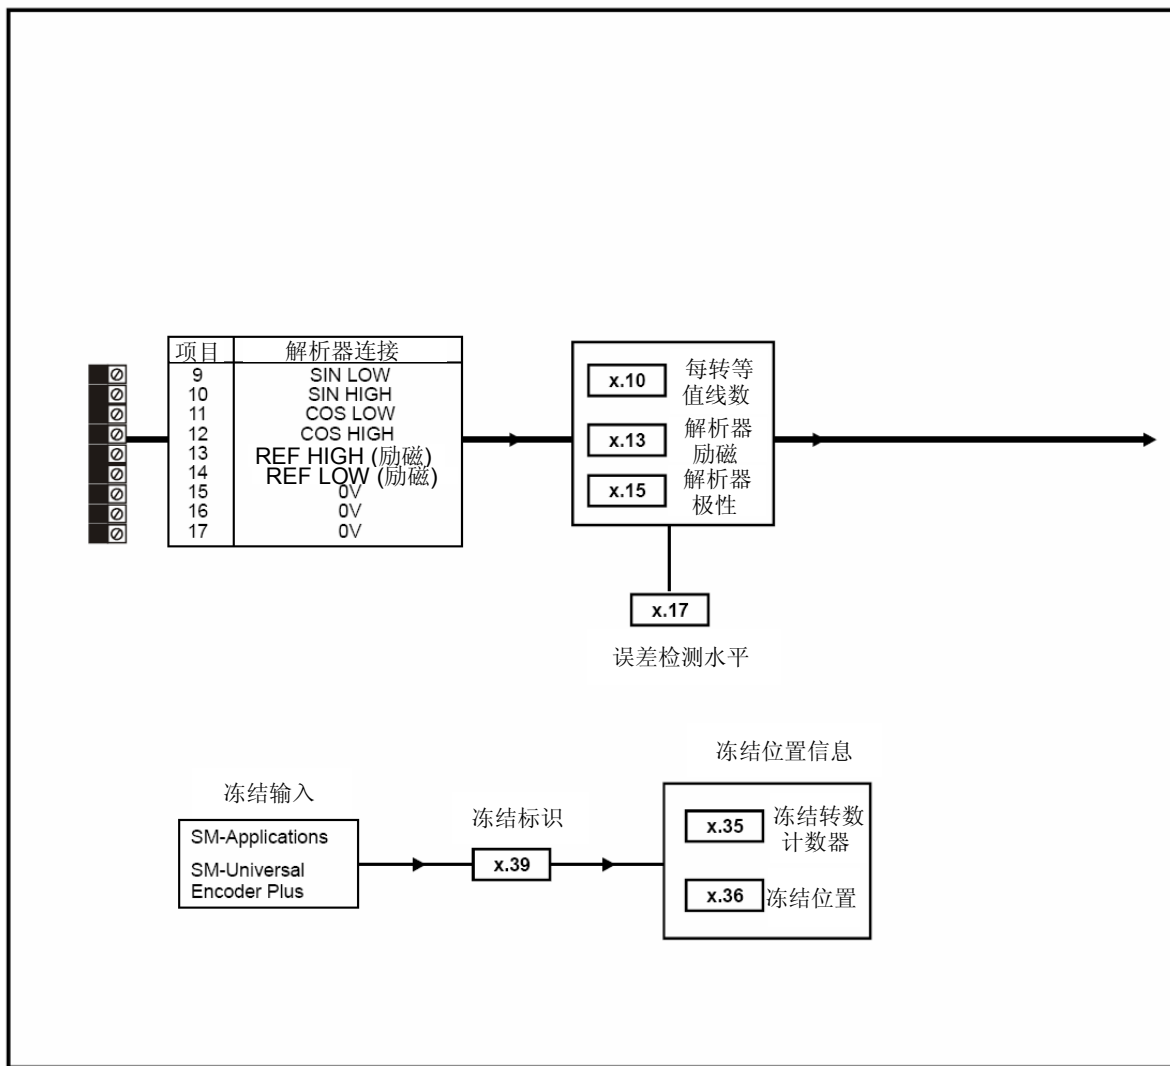 项目 解析器连接
9 SIN LOW
10 SIN HIGH
11 COS LOW
12 COS HIGH
13 REF HIGH (励磁)
14 REF LOW (励磁)
15 0V
16 0V
17 0V
x.10 每转等
值线数
x.13 解析器
励磁
x.15 解析器
极性
x.17
误差检测水平
冻结输入
SM-Applications
SM-Universal
Encoder Plus
冻结标识
x.39
冻结位置信息
x.35 冻结转数
计数器
x.36 冻结位置